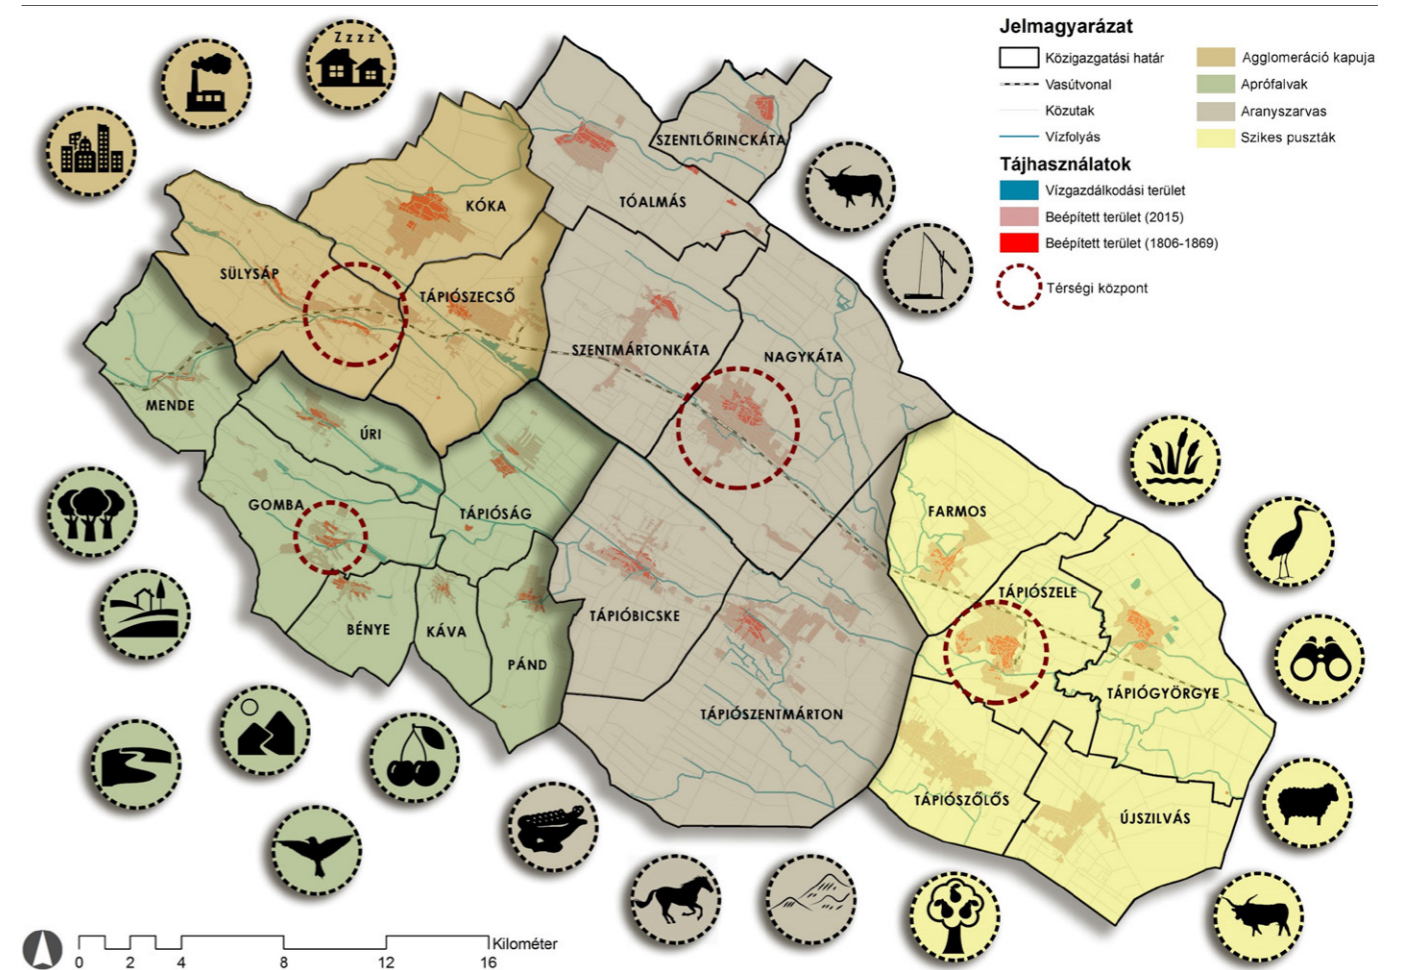 Jelmagyarázat
Közigazgatási határ
Vasútvonal
Közutak
Vízfolyás
Agglomeráció kapuja
Aprófalvak
Aranyszarvas
Szikes puszták
Tájhasználatok
Vízgazdálkodási terület
Beépített terület (2015)
Beépített terület (1806-1869)
Térségi központ
Z z z z
SZENTLŐRINCKÁTA
TÓALMÁS
KÓKA
SÜLYSÁP
TÁPIÓSZECSŐ
SZENTMÁRTONKÁTA
NAGYKÁTA
MENDE
ÚRI
GOMBA
TÁPIÓSÁG
FARMOS
TÁPIÓSZELE
TÁPIÓBICSKE
BÉNYE
KÁVA
PÁND
TÁPIÓGYÖRGYE
TÁPIÓSZENTMÁRTON
TÁPIÓSZŐLŐS
ÚJSZILVÁS
Kilométer
0 2 4 8 12 16